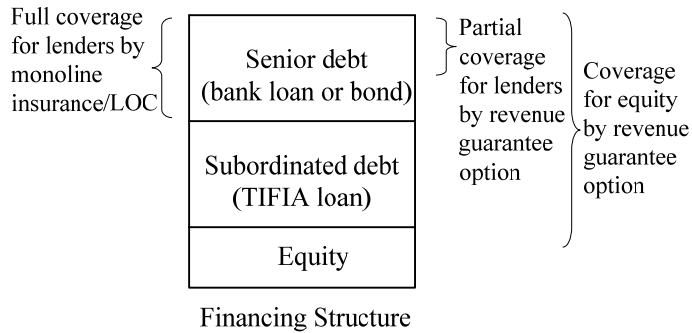 Full coverage
for lenders by
monoline
insurance/LOC
Senior debt
(bank loan or bond)
Subordinated debt
(TIFIA loan)
Equity
Partial
coverage
for lenders
by revenue
guarantee
option
Coverage
for equity
by revenue
guarantee
option
Financing Structure